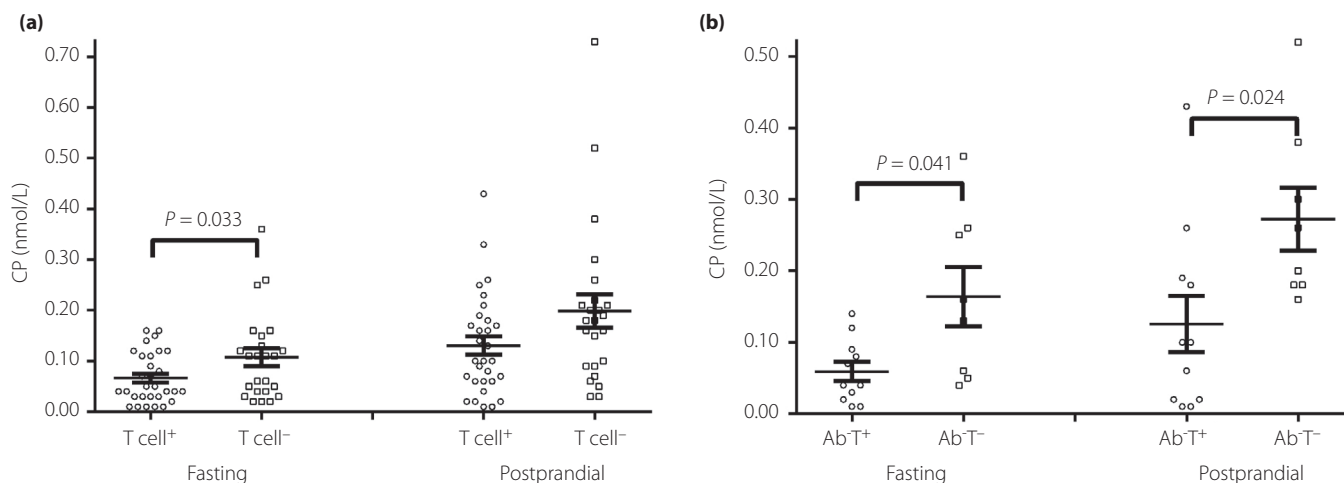 (a)
0.70
0.60
0.50
0.40
0.30
0.20
0.10
0.00
CP (nmol/L)
P = 0.033
T cell⁺
T cell⁻
T cell⁺
T cell⁻
Fasting
Postprandial
(b)
0.50
0.40
0.30
0.20
0.10
0.00
CP (nmol/L)
P = 0.041
P = 0.024
Ab⁻T⁺
Ab⁻T⁻
Ab⁻T⁺
Ab⁻T⁻
Fasting
Postprandial